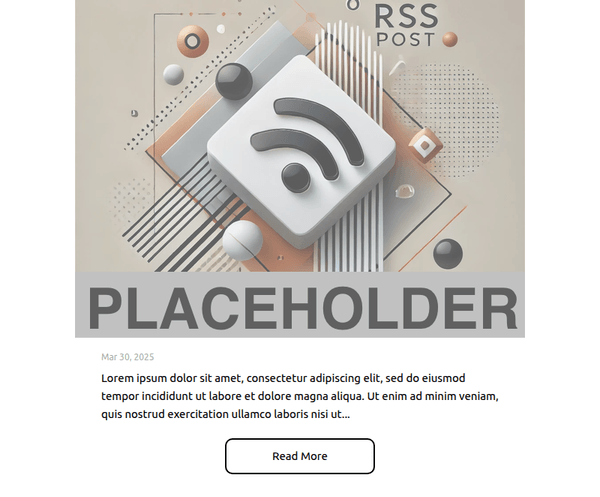 RSS
POST
PLACEHOLDER
Mar 30, 2025
Lorem ipsum dolor sit amet, consectetur adipiscing elit, sed do eiusmod
tempor incididunt ut labore et dolore magna aliqua. Ut enim ad minim veniam,
quis nostrud exercitation ullamco laboris nisi ut...
Read More